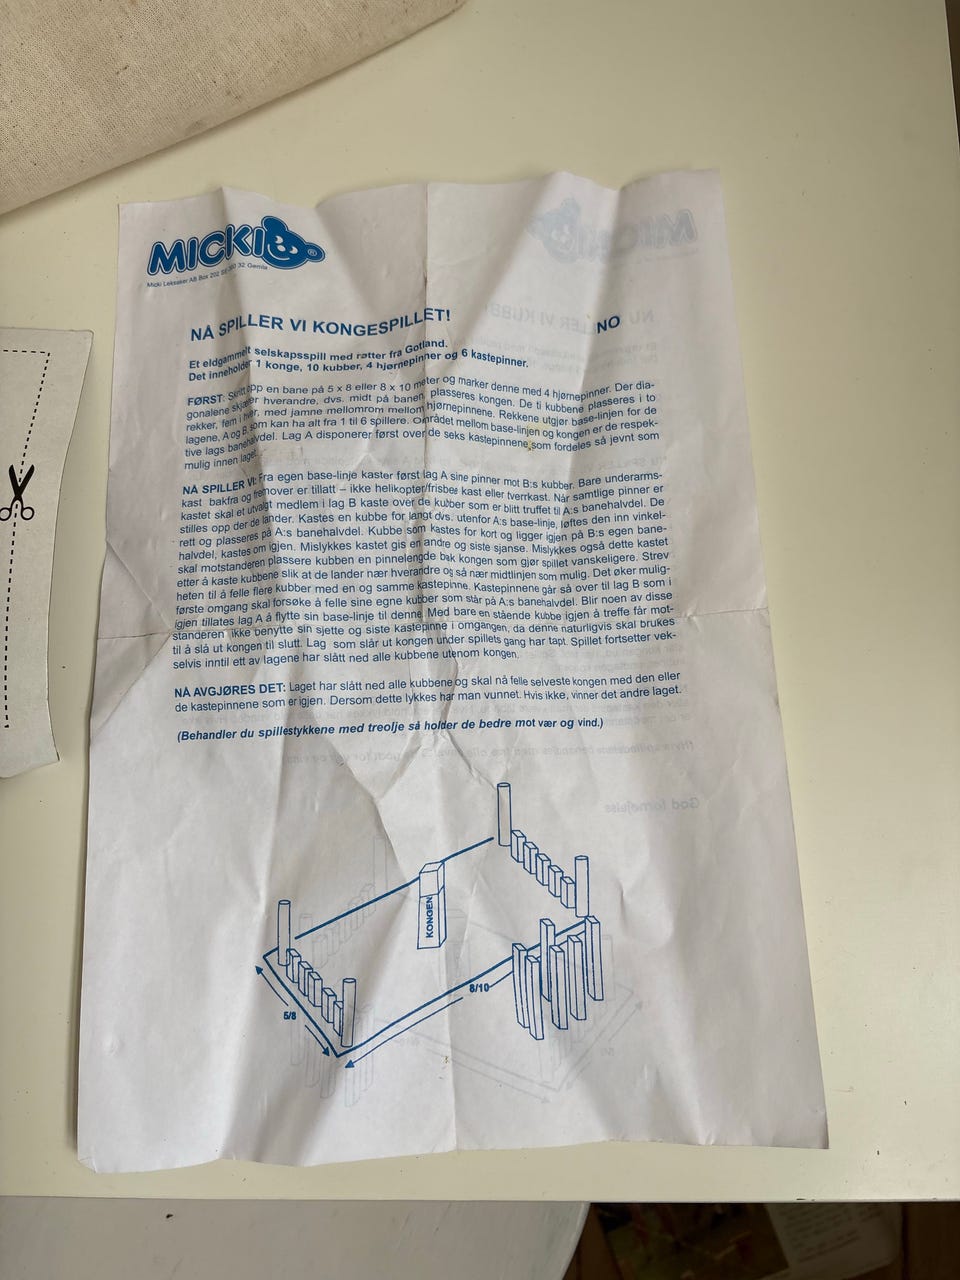 MICKI
Micki Leksaker AB Box 202 SE-360 32 Gemla
NÅ SPILLER VI KONGESPILLET!
NO
Et eldgammelt selskapsspill med røtter fra Gotland.
Det inneholder 1 konge, 10 kubber, 4 hjørnepinner og 6 kastepinner.
FØRST: Skritt opp en bane på 5 x 8 eller 8 x 10 meter og marker denne med 4 hjørnepinner. Der dia-
gonalene skjærer hverandre, dvs. midt på banen, plasseres kongen. De ti kubbene plasseres i to
rekker, fem i hver, med jamne mellomrom mellom hjørnepinnene. Rekkene utgjør base-linjen for de
lagene, A og B, som kan ha alt fra 1 til 6 spillere. Området mellom base-linjen og kongen er de respek-
tive lags banehalvdel. Lag A disponerer først over de seks kastepinnene, som fordeles så jevnt som
mulig innen laget.
NÅ SPILLER VI: Fra egen base-linje kaster først lag A sine pinner mot B:s kubber. Bare underarms-
kast bakfra og fremover er tillatt – ikke helikopter/frisbee kast eller tverrkast. Når samtlige pinner er
kastet skal et utvalgt medlem i lag B kaste over de kubber som er blitt truffet til A:s banehalvdel. De
stilles opp der de lander. Kastes en kubbe for langt dvs. utenfor A:s base-linje, løftes den inn vinkel-
rett og plasseres på A:s banehalvdel. Kubbe som kastes for kort og ligger igjen på B:s egen bane-
halvdel, kastes om igjen. Mislykkes kastet gis en andre og siste sjanse. Mislykkes også dette kastet
skal motstanderen plassere kubben en pinnelengde bak kongen som gjør spillet vanskeligere. Strev
etter å kaste kubbene slik at de lander nær hverandre og så nær midtlinjen som mulig. Det øker mulig-
heten til å felle flere kubber med en og samme kastepinne. Kastepinnene går så over til lag B som i
første omgang skal forsøke å felle sine egne kubber som står på A:s banehalvdel. Blir noen av disse
igjen tillates lag A å flytte sin base-linje til denne. Med bare en stående kubbe igjen å treffe får mot-
standeren ikke benytte sin sjette og siste kastepinne i omgangen, da denne naturligvis skal brukes
til å slå ut kongen til slutt. Lag som slår ut kongen under spillets gang har tapt. Spillet fortsetter vek-
selvis inntil ett av lagene har slått ned alle kubbene utenom kongen.
NÅ AVGJØRES DET: Laget har slått ned alle kubbene og skal nå felle selveste kongen med den eller
de kastepinnene som er igjen. Dersom dette lykkes har man vunnet. Hvis ikke, vinner det andre laget.
(Behandler du spillestykkene med treolje så holder de bedre mot vær og vind.)
KONGEN
8/10
5/8